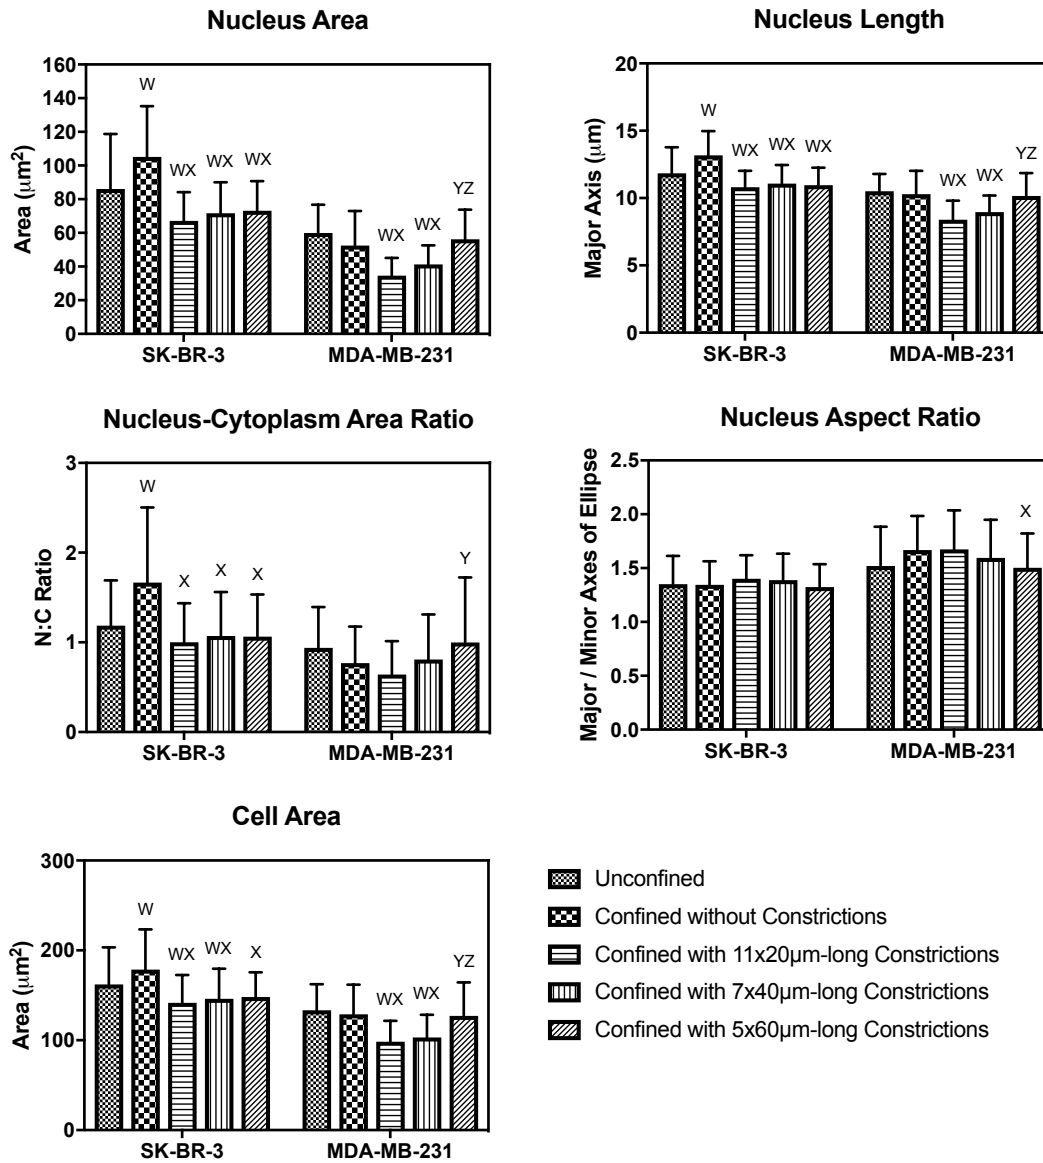 Nucleus Area
Area (μm²)
160
140
120
100
80
60
40
20
0
W
WX
WX
WX
WX
WX
YZ
SK-BR-3
MDA-MB-231
Nucleus Length
Major Axis (μm)
20
15
10
5
0
W
WX
WX
WX
WX
WX
YZ
SK-BR-3
MDA-MB-231
Nucleus-Cytoplasm Area Ratio
N:C Ratio
3
2
1
0
W
X
X
X
Y
SK-BR-3
MDA-MB-231
Nucleus Aspect Ratio
Major / Minor Axes of Ellipse
2.5
2.0
1.5
1.0
0.5
0.0
X
SK-BR-3
MDA-MB-231
Cell Area
Area (μm²)
300
200
100
0
W
WX
WX
X
WX
WX
YZ
SK-BR-3
MDA-MB-231
Unconfined
Confined without Constrictions
Confined with 11x20μm-long Constrictions
Confined with 7x40μm-long Constrictions
Confined with 5x60μm-long Constrictions